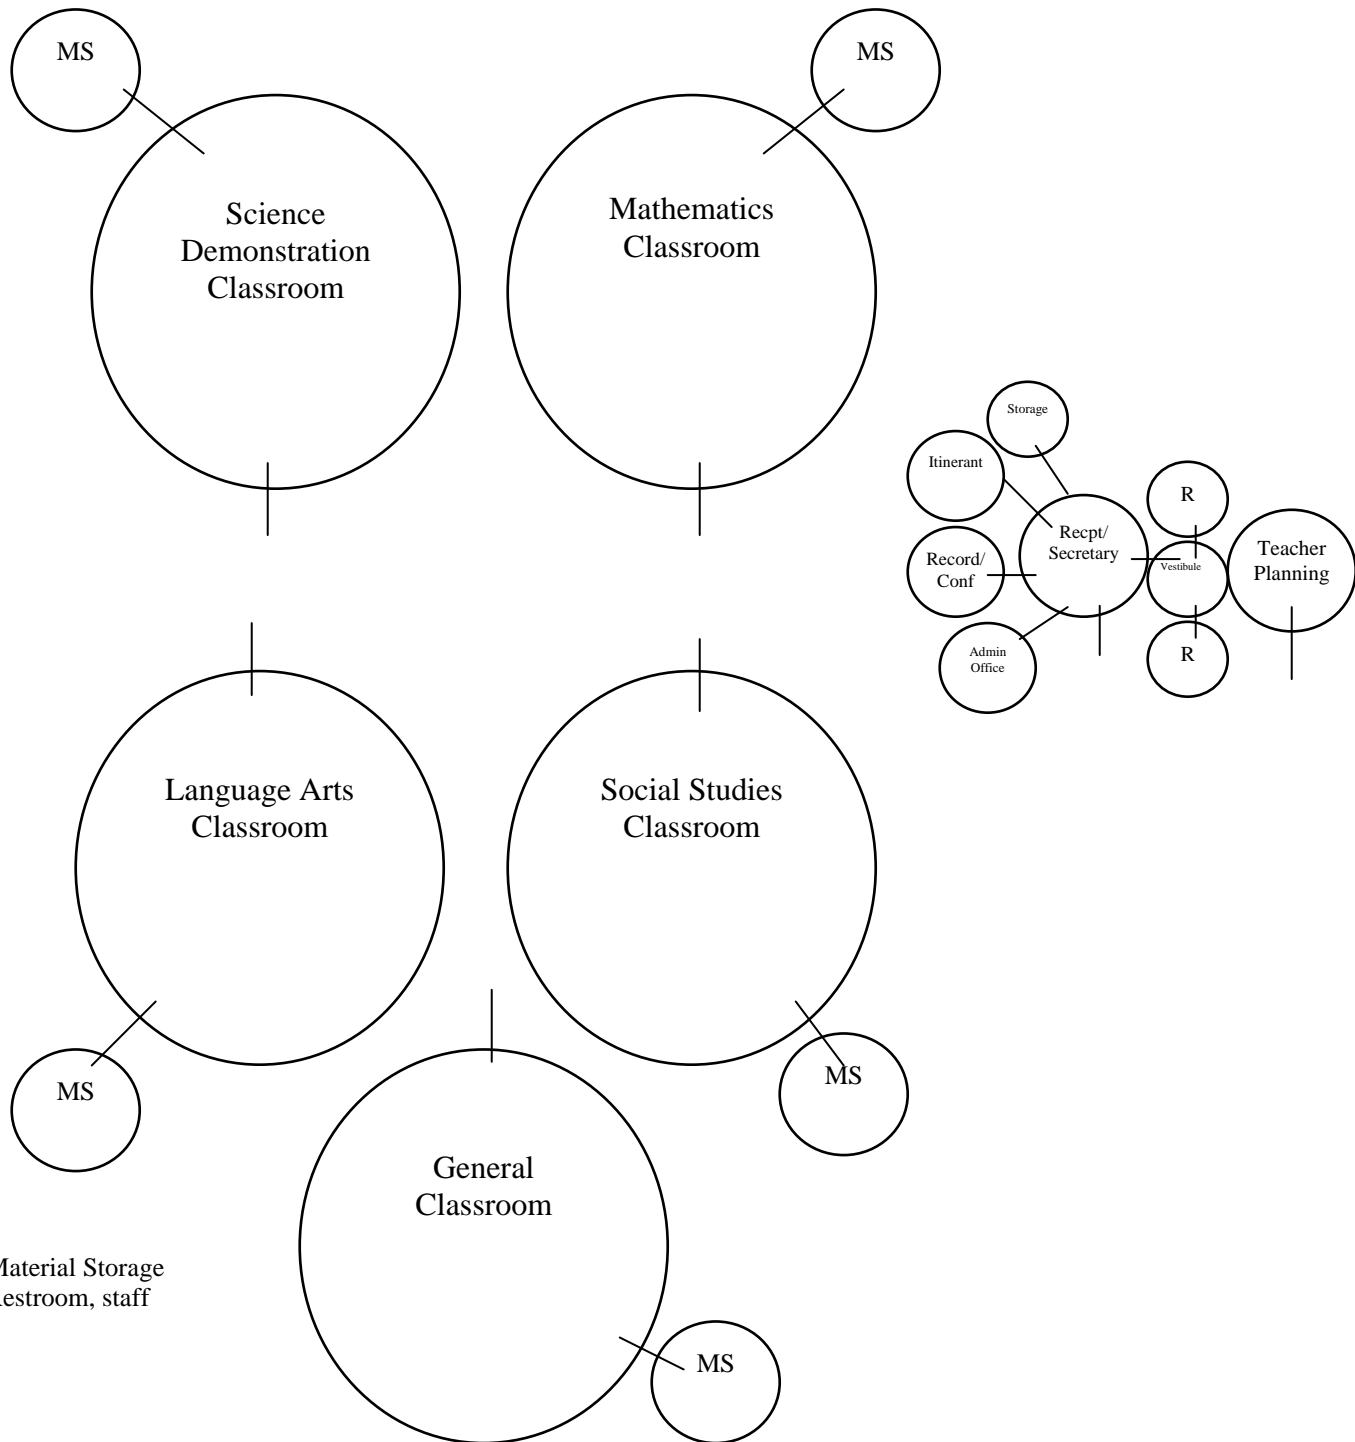 MS
MS
Science
Demonstration
Classroom
Mathematics
Classroom
Storage
Itinerant
Record/
Conf
Admin
Office
Recpt/
Secretary
R
Vestibule
R
Teacher
Planning
Language Arts
Classroom
Social Studies
Classroom
MS
MS
General
Classroom
MS
Material Storage
Restroom, staff